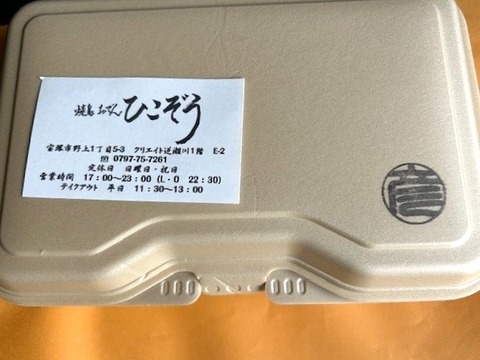 焼鳥 おでん ひこぞう
宝塚市野上1丁目5-3 クリエイト逆瀬川1階 E-2
☎ 0797-75-7261
定休日 日曜日・祝日
営業時間 17:00～23:00 (L・O 22:30)
テイクアウト 平日 11:30～13:00